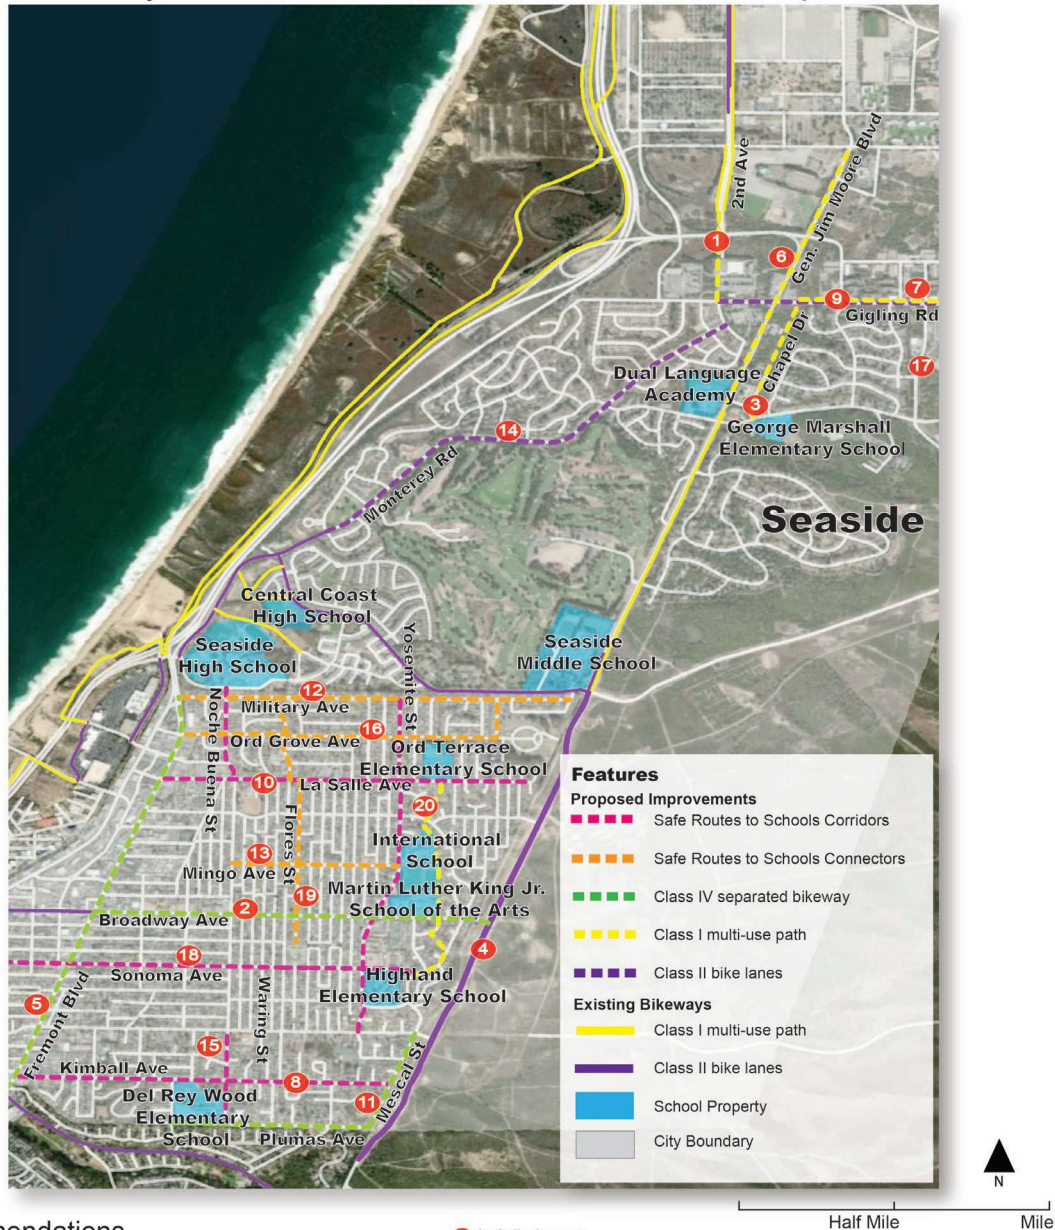 2nd Ave
Gen. Jim Moore Blvd
1
6
7
9
Gigling Rd
Chapel Dr
17
Dual Language
Academy
3
George Marshall
Elementary School
14
Monterey Rd
Seaside
Central Coast
High School
Seaside
High School
Yosemite St
Seaside
Middle School
12
Military Ave
Noche Buena St
16
Ord Grove Ave
Ord Terrace
Elementary School
10
La Salle Ave
Flores St
20
International
School
13
Mingo Ave
Martin Luther King Jr.
School of the Arts
19
2
Broadway Ave
4
18
Sonoma Ave
Highland
Elementary School
5
Fremont Blvd
Waring St
15
Kimball Ave
8
Mescal St
11
Del Rey Wood
Elementary
School
Plumas Ave
Features
Proposed Improvements
Safe Routes to Schools Corridors
Safe Routes to Schools Connectors
Class IV separated bikeway
Class I multi-use path
Class II bike lanes
Existing Bikeways
Class I multi-use path
Class II bike lanes
School Property
City Boundary
N
Half Mile
Mile